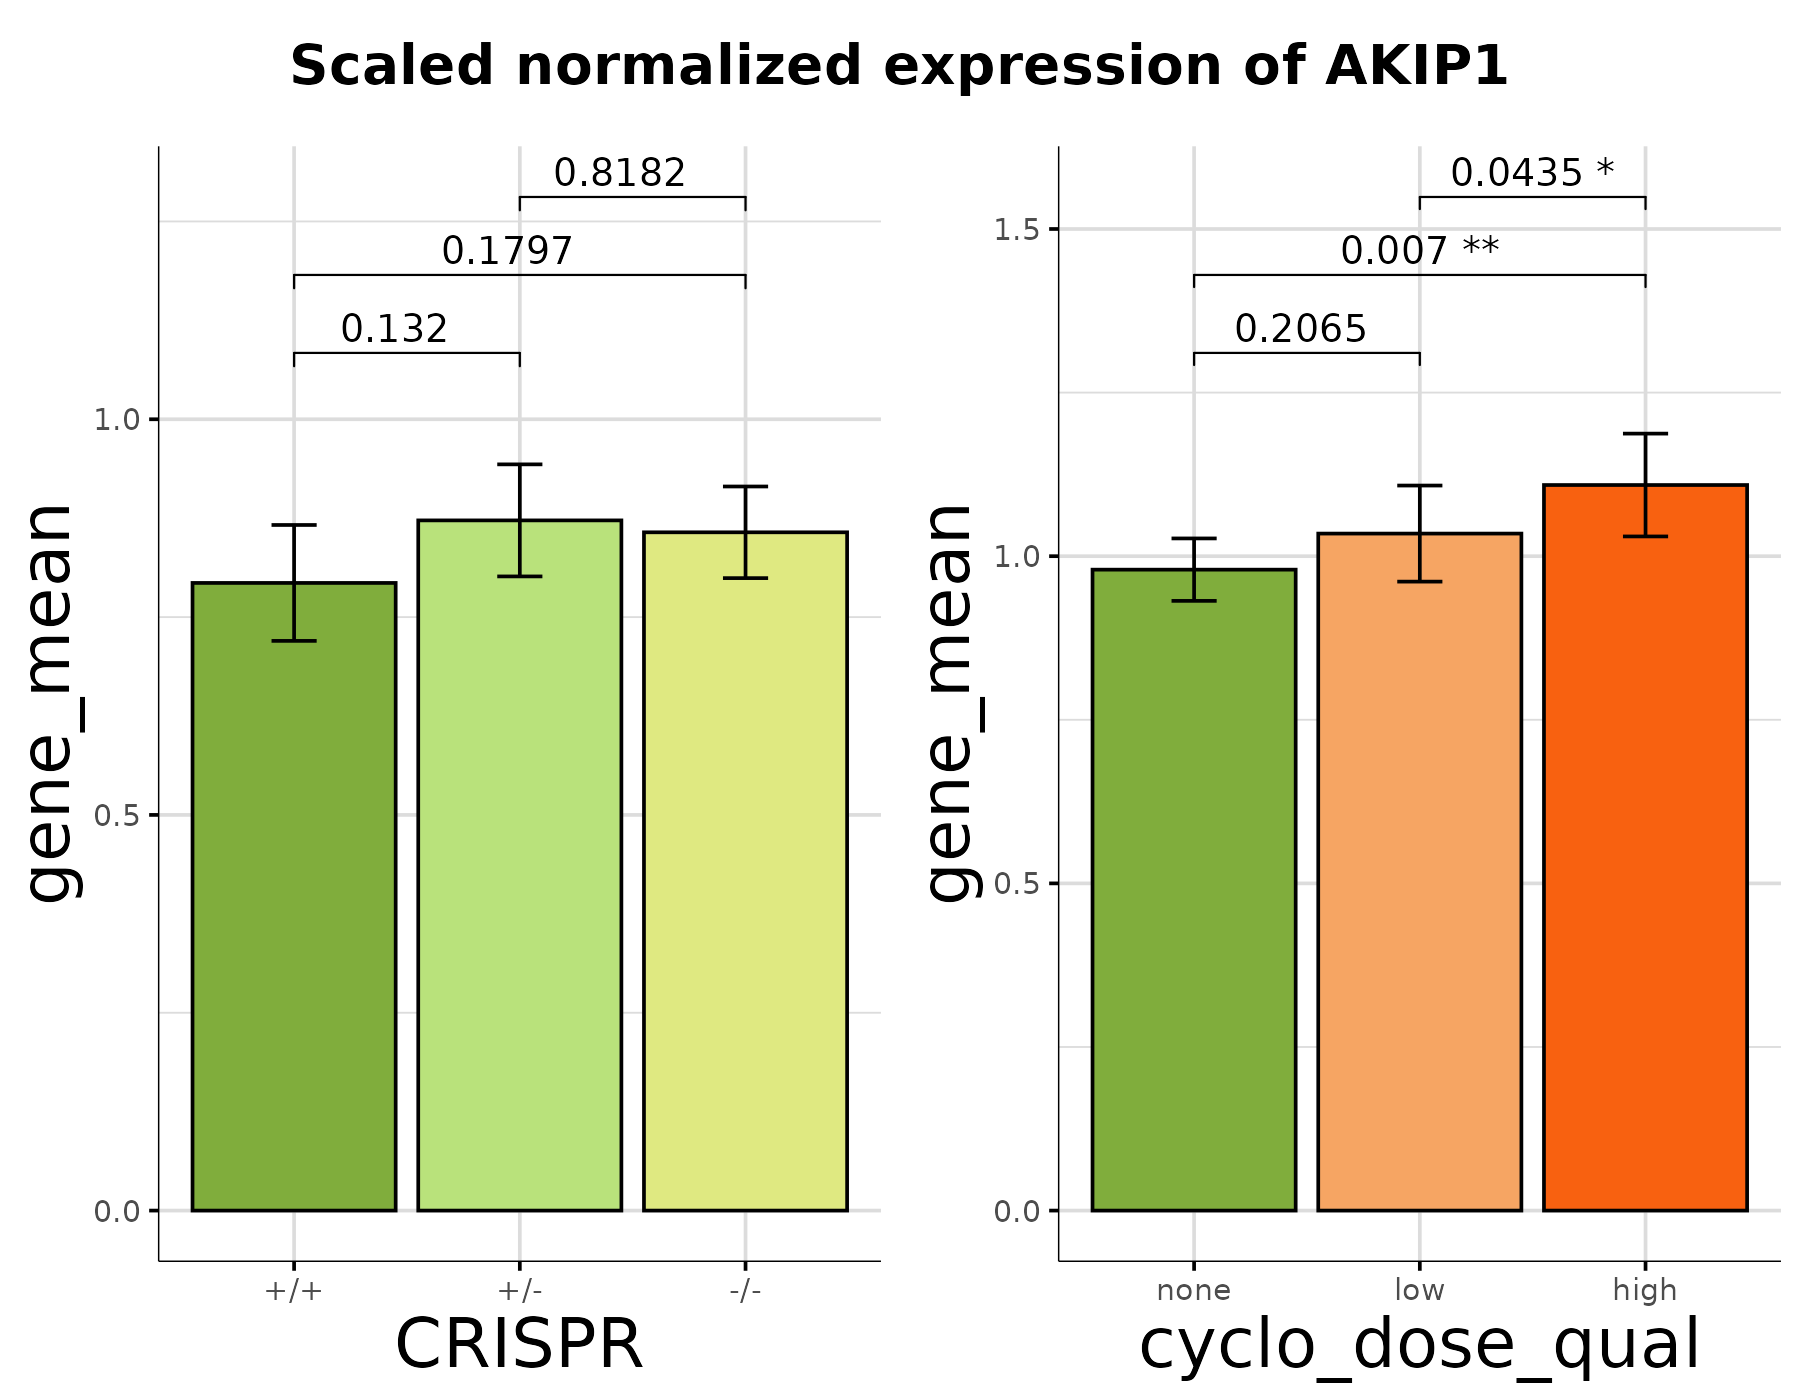 Scaled normalized expression of AKIP1
gene_mean
0.8182
0.1797
0.132
1.0
0.5
0.0
+/+ +/- -/-
CRISPR
gene_mean
0.0435 *
0.007 **
0.2065
1.5
1.0
0.5
0.0
none low high
cyclo_dose_qual